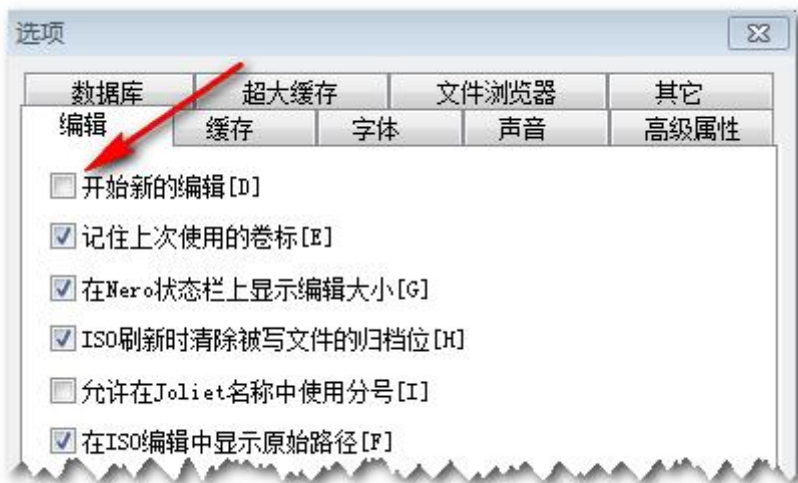 选项
数据库 超大缓存 文件浏览器 其它
编辑 缓存 字体 声音 高级属性
开始新的编辑[D]
记住上次使用的卷标[E]
在Nero状态栏上显示编辑大小[G]
ISO刷新时清除被写文件的归档位[H]
允许在Joliet名称中使用分号[I]
在ISO编辑中显示原始路径[F]